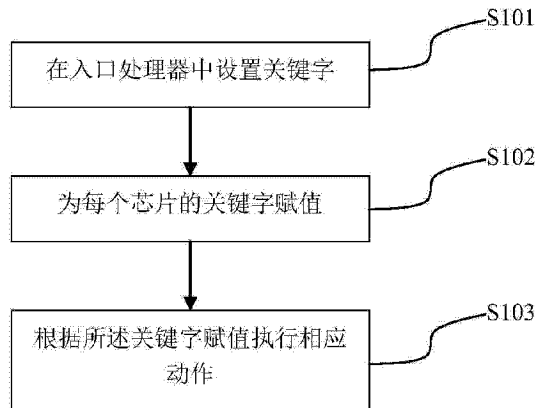 S101
在入口处理器中设置关键字
S102
为每个芯片的关键字赋值
S103
根据所述关键字赋值执行相应
动作